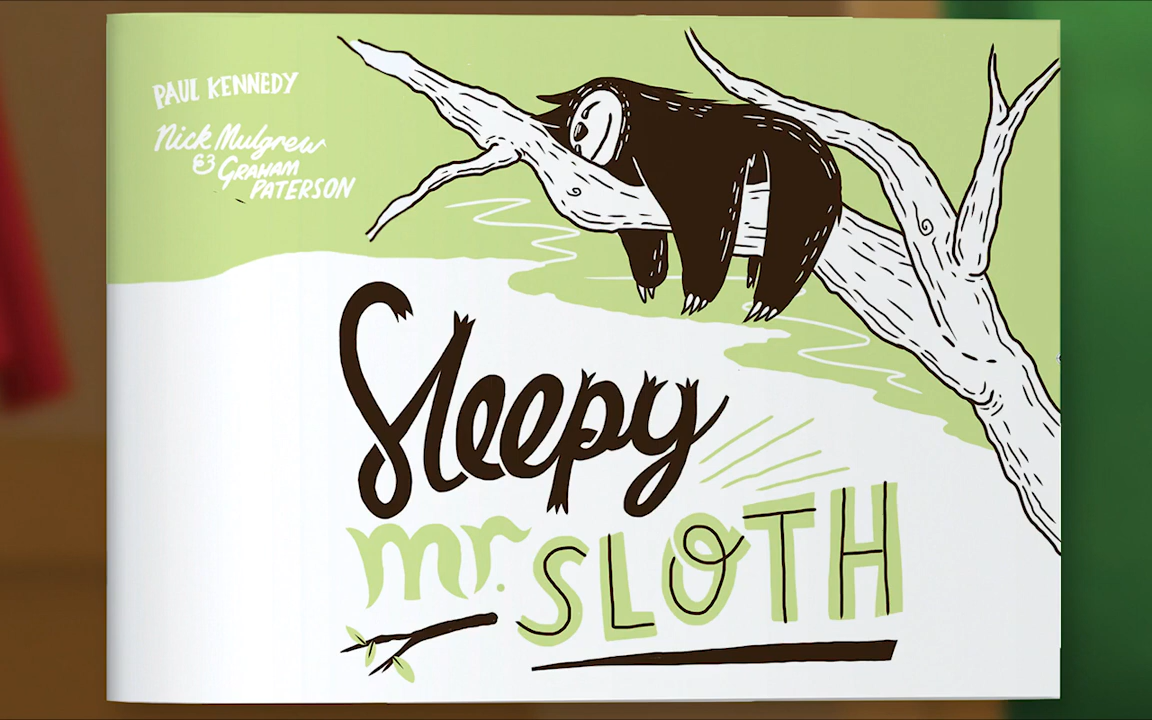 PAUL KENNEDY
Nick Mulgrew
& GRAHAM
PATERSON
Sleepy
mr. SLOTH